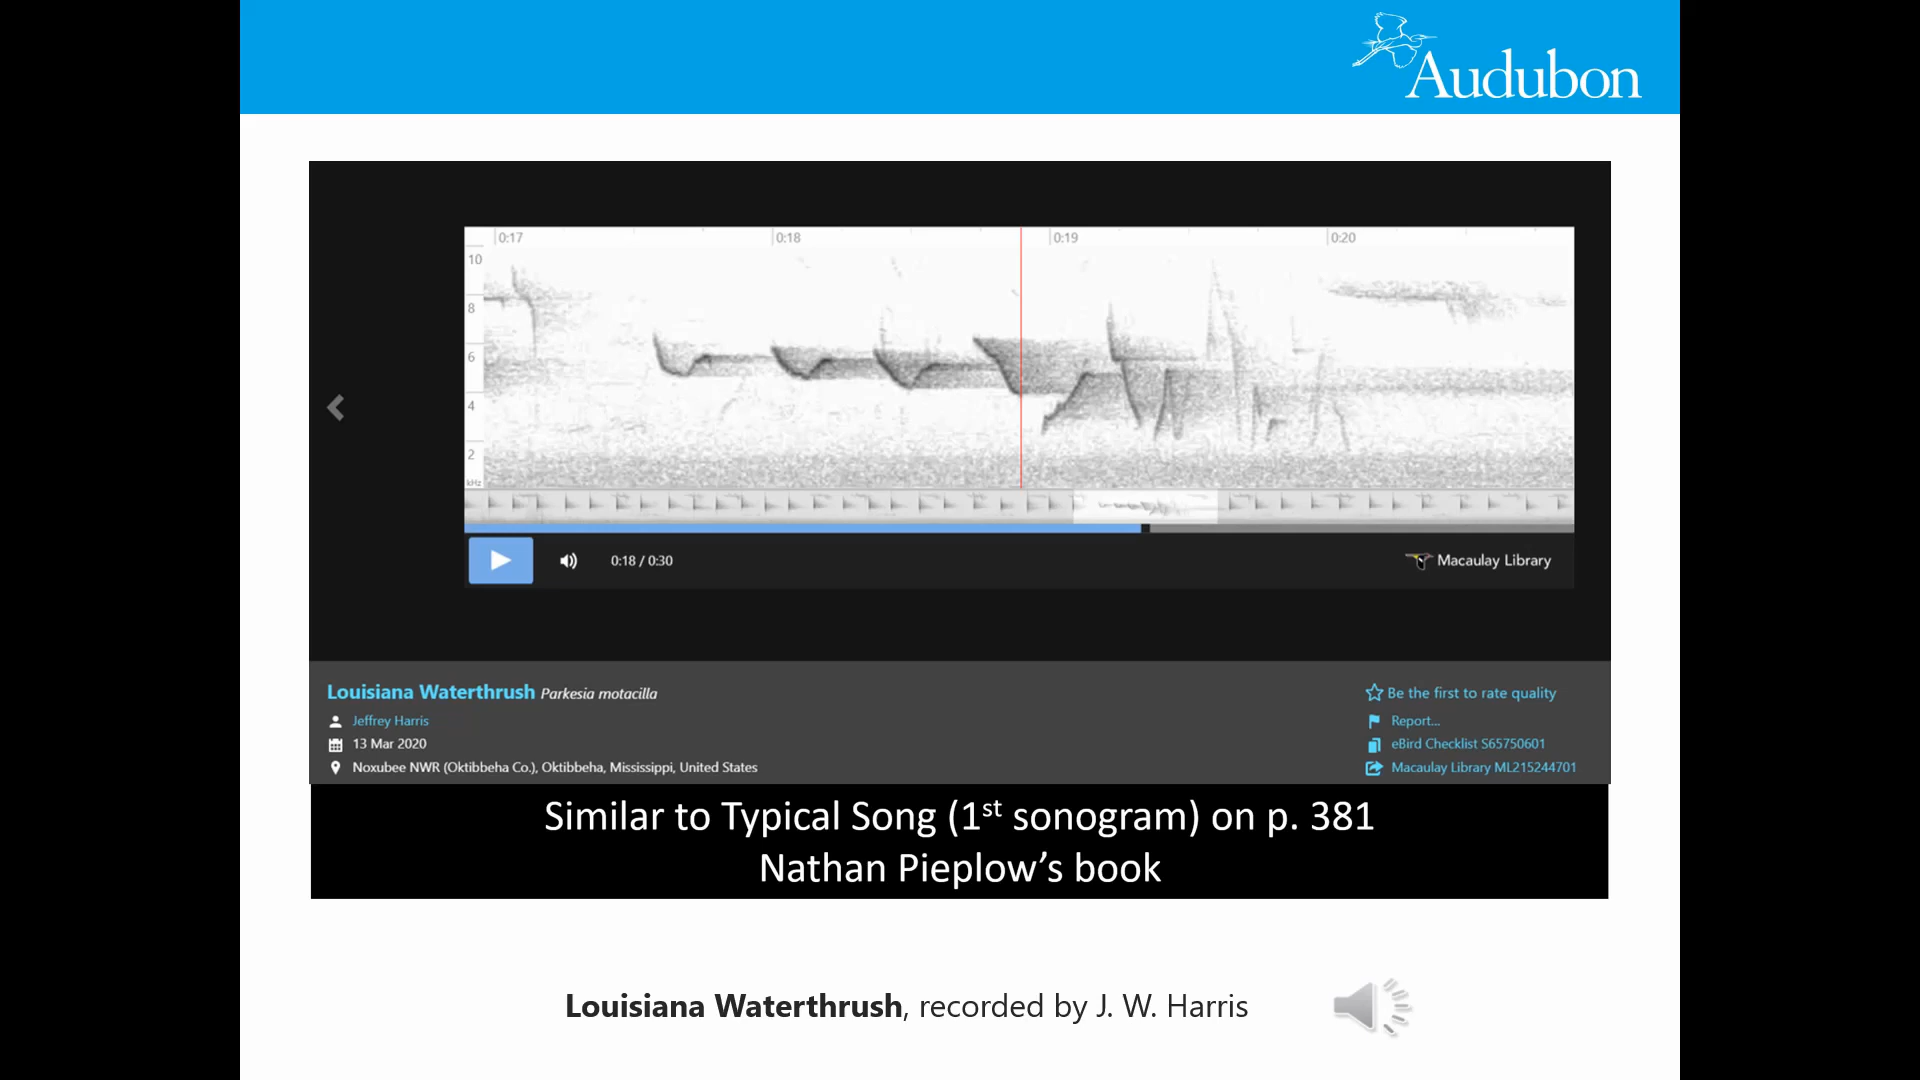 Audubon
0:17 0:18 0:19 0:20
10
8
6
4
2
kHz
0:18 / 0:30
Macaulay Library
Louisiana Waterthrush Parkesia motacilla
Be the first to rate quality
Jeffrey Harris
Report...
13 Mar 2020
eBird Checklist S65750601
Noxubee NWR (Oktibbeha Co.), Oktibbeha, Mississippi, United States
Macaulay Library ML215244701
Similar to Typical Song (1st sonogram) on p. 381
Nathan Pieplow’s book
Louisiana Waterthrush, recorded by J. W. Harris